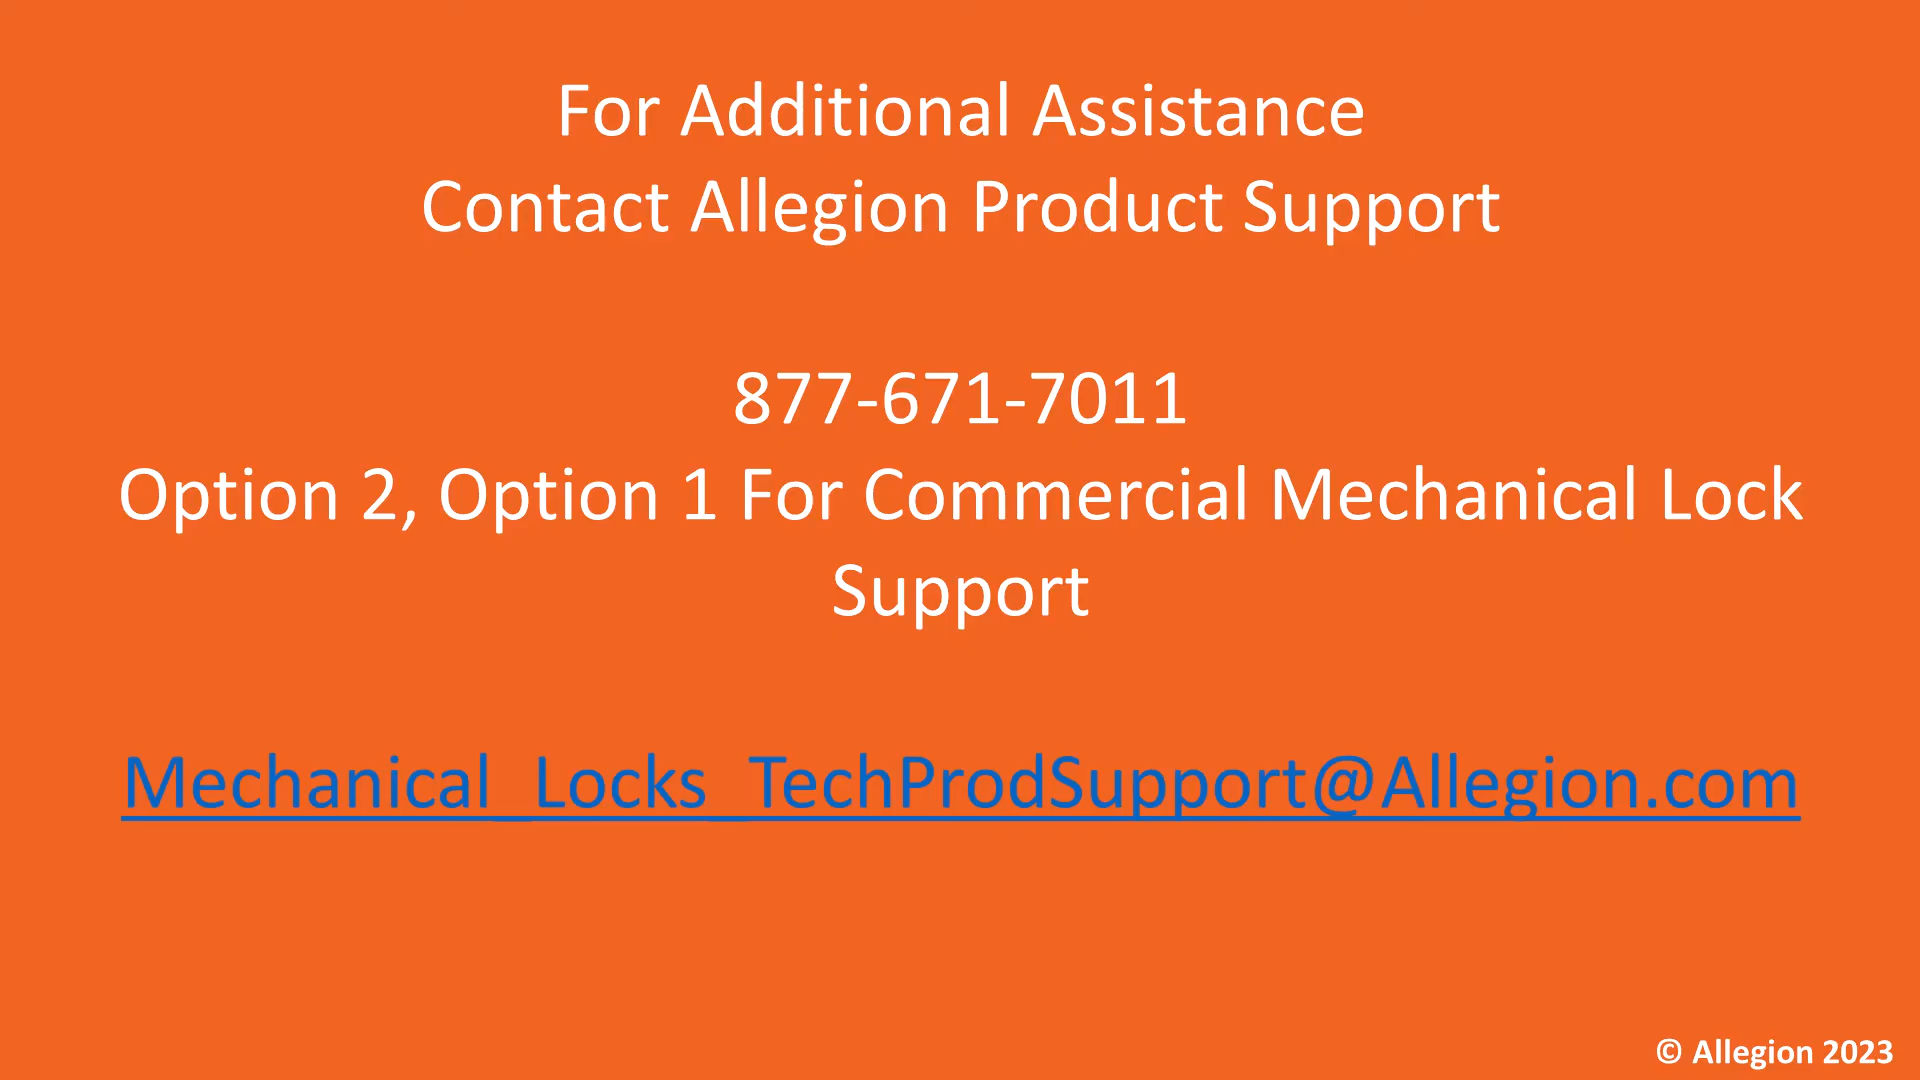 For Additional Assistance
Contact Allegion Product Support
877-671-7011
Option 2, Option 1 For Commercial Mechanical Lock
Support
Mechanical_Locks_TechProdSupport@Allegion.com
© Allegion 2023